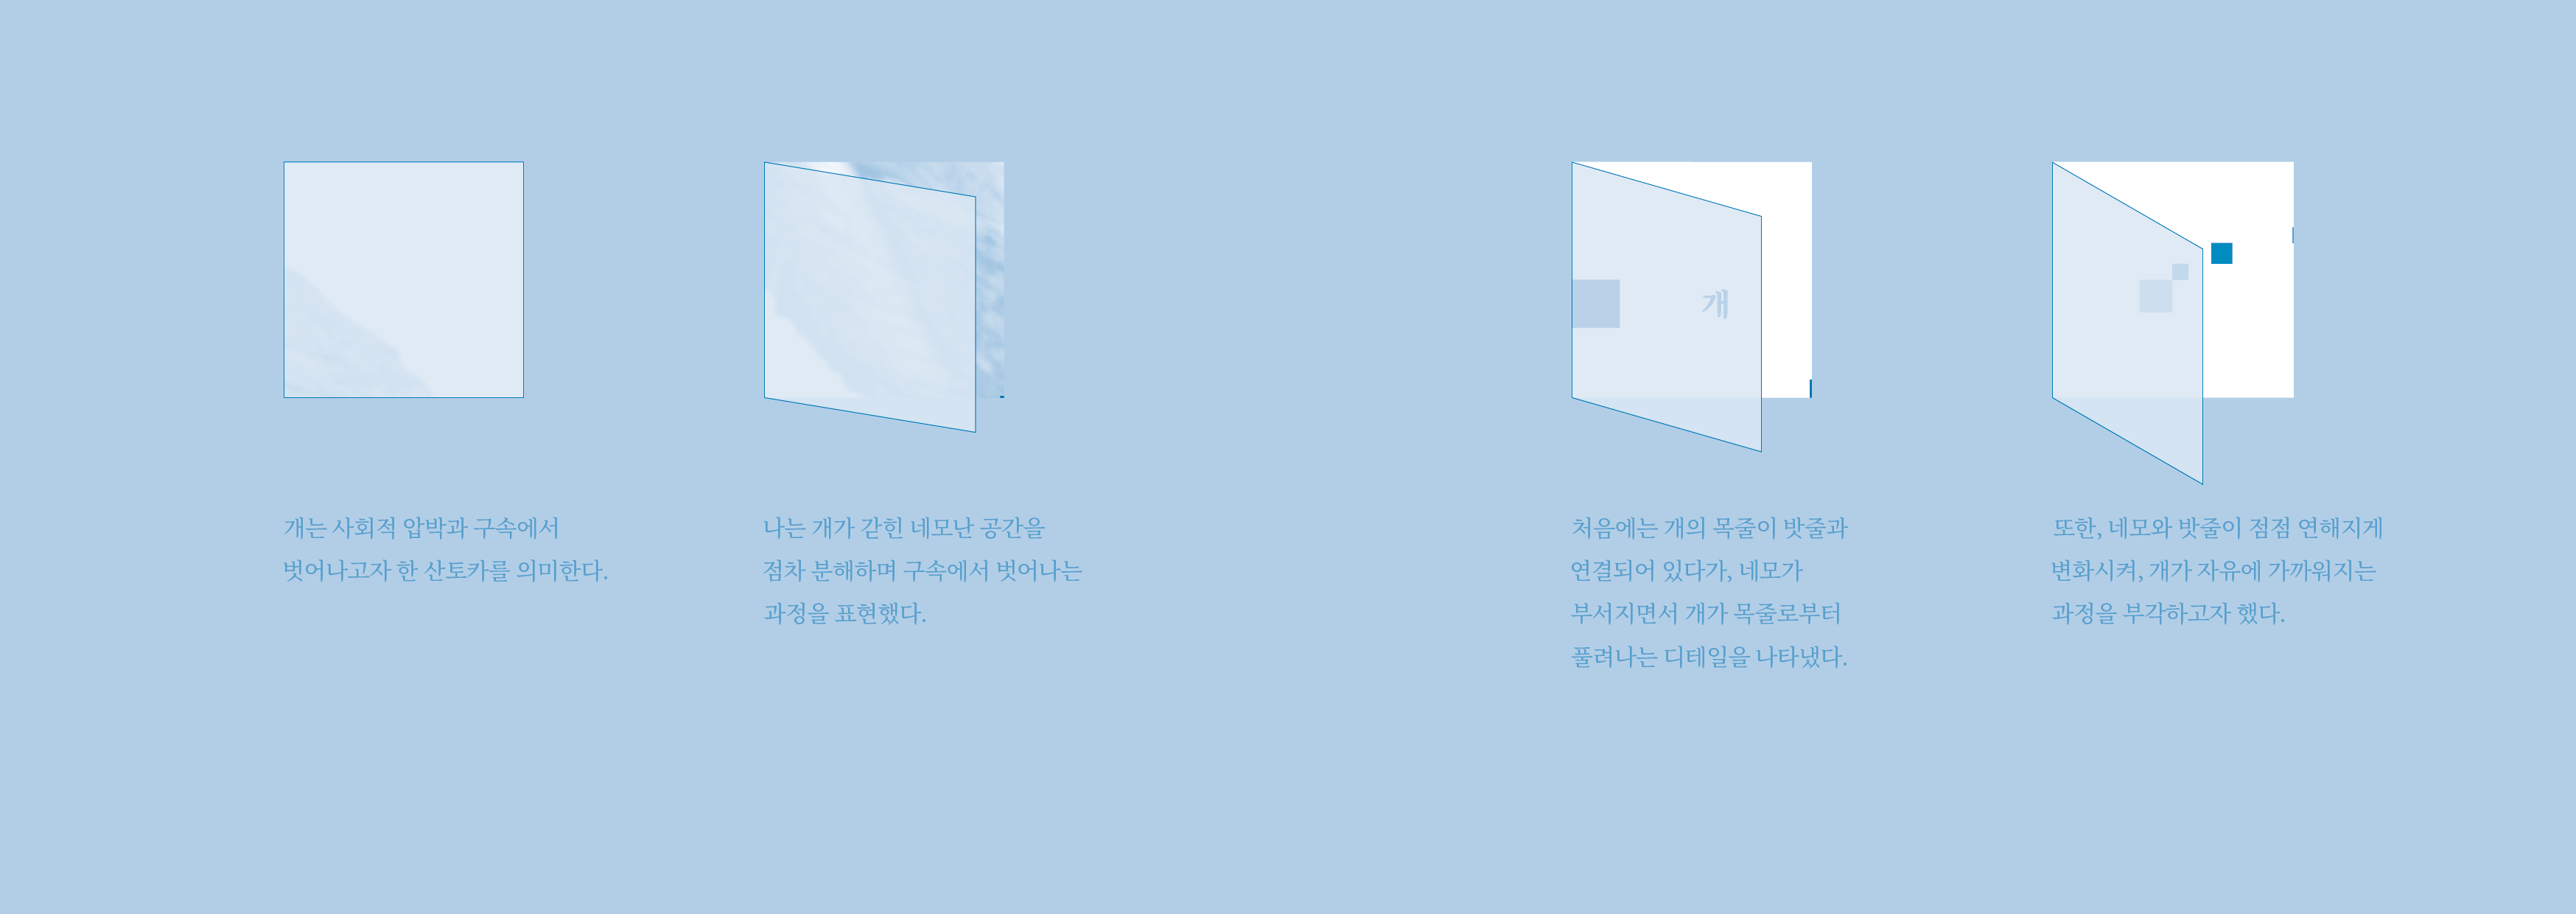 개
개는 사회적 압박과 구속에서
벗어나고자 한 산토카를 의미한다.
나는 개가 갇힌 네모난 공간을
점차 분해하며 구속에서 벗어나는
과정을 표현했다.
처음에는 개의 목줄이 밧줄과
연결되어 있다가, 네모가
부서지면서 개가 목줄로부터
풀려나는 디테일을 나타냈다.
또한, 네모와 밧줄이 점점 연해지게
변화시켜, 개가 자유에 가까워지는
과정을 부각하고자 했다.